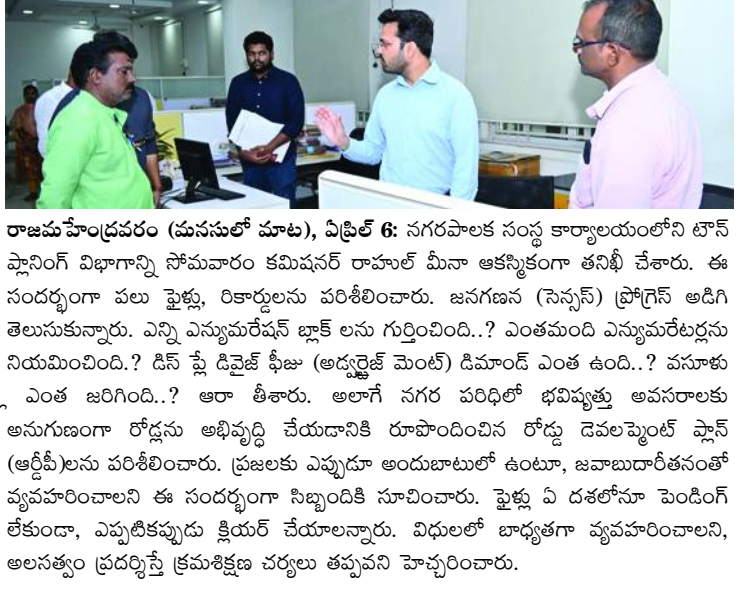 రాజమహేంద్రవరం (మనసులో మాట), ఏప్రిల్ 6: నగరపాలక సంస్థ కార్యాలయంలోని టౌన్
ప్లానింగ్ విభాగాన్ని సోమవారం కమిషనర్ రాహుల్ మీనా ఆకస్మికంగా తనిఖీ చేశారు. ఈ
సందర్భంగా పలు ఫైళ్లు, రికార్డులను పరిశీలించారు. జనగణన (సెన్సస్) ప్రోగ్రెస్ అడిగి
తెలుసుకున్నారు. ఎన్ని ఎన్యుమరేషన్ బ్లాక్ లను గుర్తించింది..? ఎంతమంది ఎన్యుమరేటర్లను
నియమించింది.? డిస్ ప్లే డివైజ్ ఫీజు (అడ్వర్టైజ్ మెంట్) డిమాండ్ ఎంత ఉంది..? వసూళు
్ల ఎంత జరిగింది..? ఆరా తీశారు. అలాగే నగర పరిధిలో భవిష్యత్తు అవసరాలకు
అనుగుణంగా రోడ్లను అభివృద్ధి చేయడానికి రూపొందించిన రోడ్డు డెవలప్మెంట్ ప్లాన్
(ఆర్డీపీ)లను పరిశీలించారు. ప్రజలకు ఎప్పుడూ అందుబాటులో ఉంటూ, జవాబుదారీతనంతో
వ్యవహరించాలని ఈ సందర్భంగా సిబ్బందికి సూచించారు. ఫైళ్లు ఏ దశలోనూ పెండింగ్
లేకుండా, ఎప్పటికప్పుడు క్లియర్ చేయాలన్నారు. విధులలో బాధ్యతగా వ్యవహరించాలని,
అలసత్వం ప్రదర్శిస్తే క్రమశిక్షణ చర్యలు తప్పవని హెచ్చరించారు.